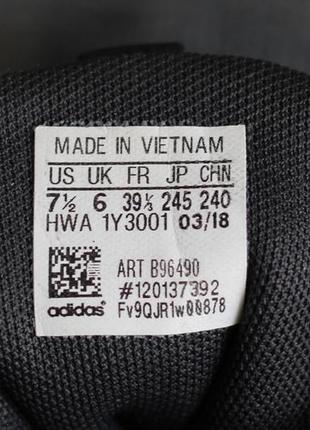 MADE IN VIETNAM
US UK FR JP CHN
7½ 6 39⅓ 245 240
HWA 1Y3001 03/18
ART B96490
#120137392
adidas Fv9QJR1w00878